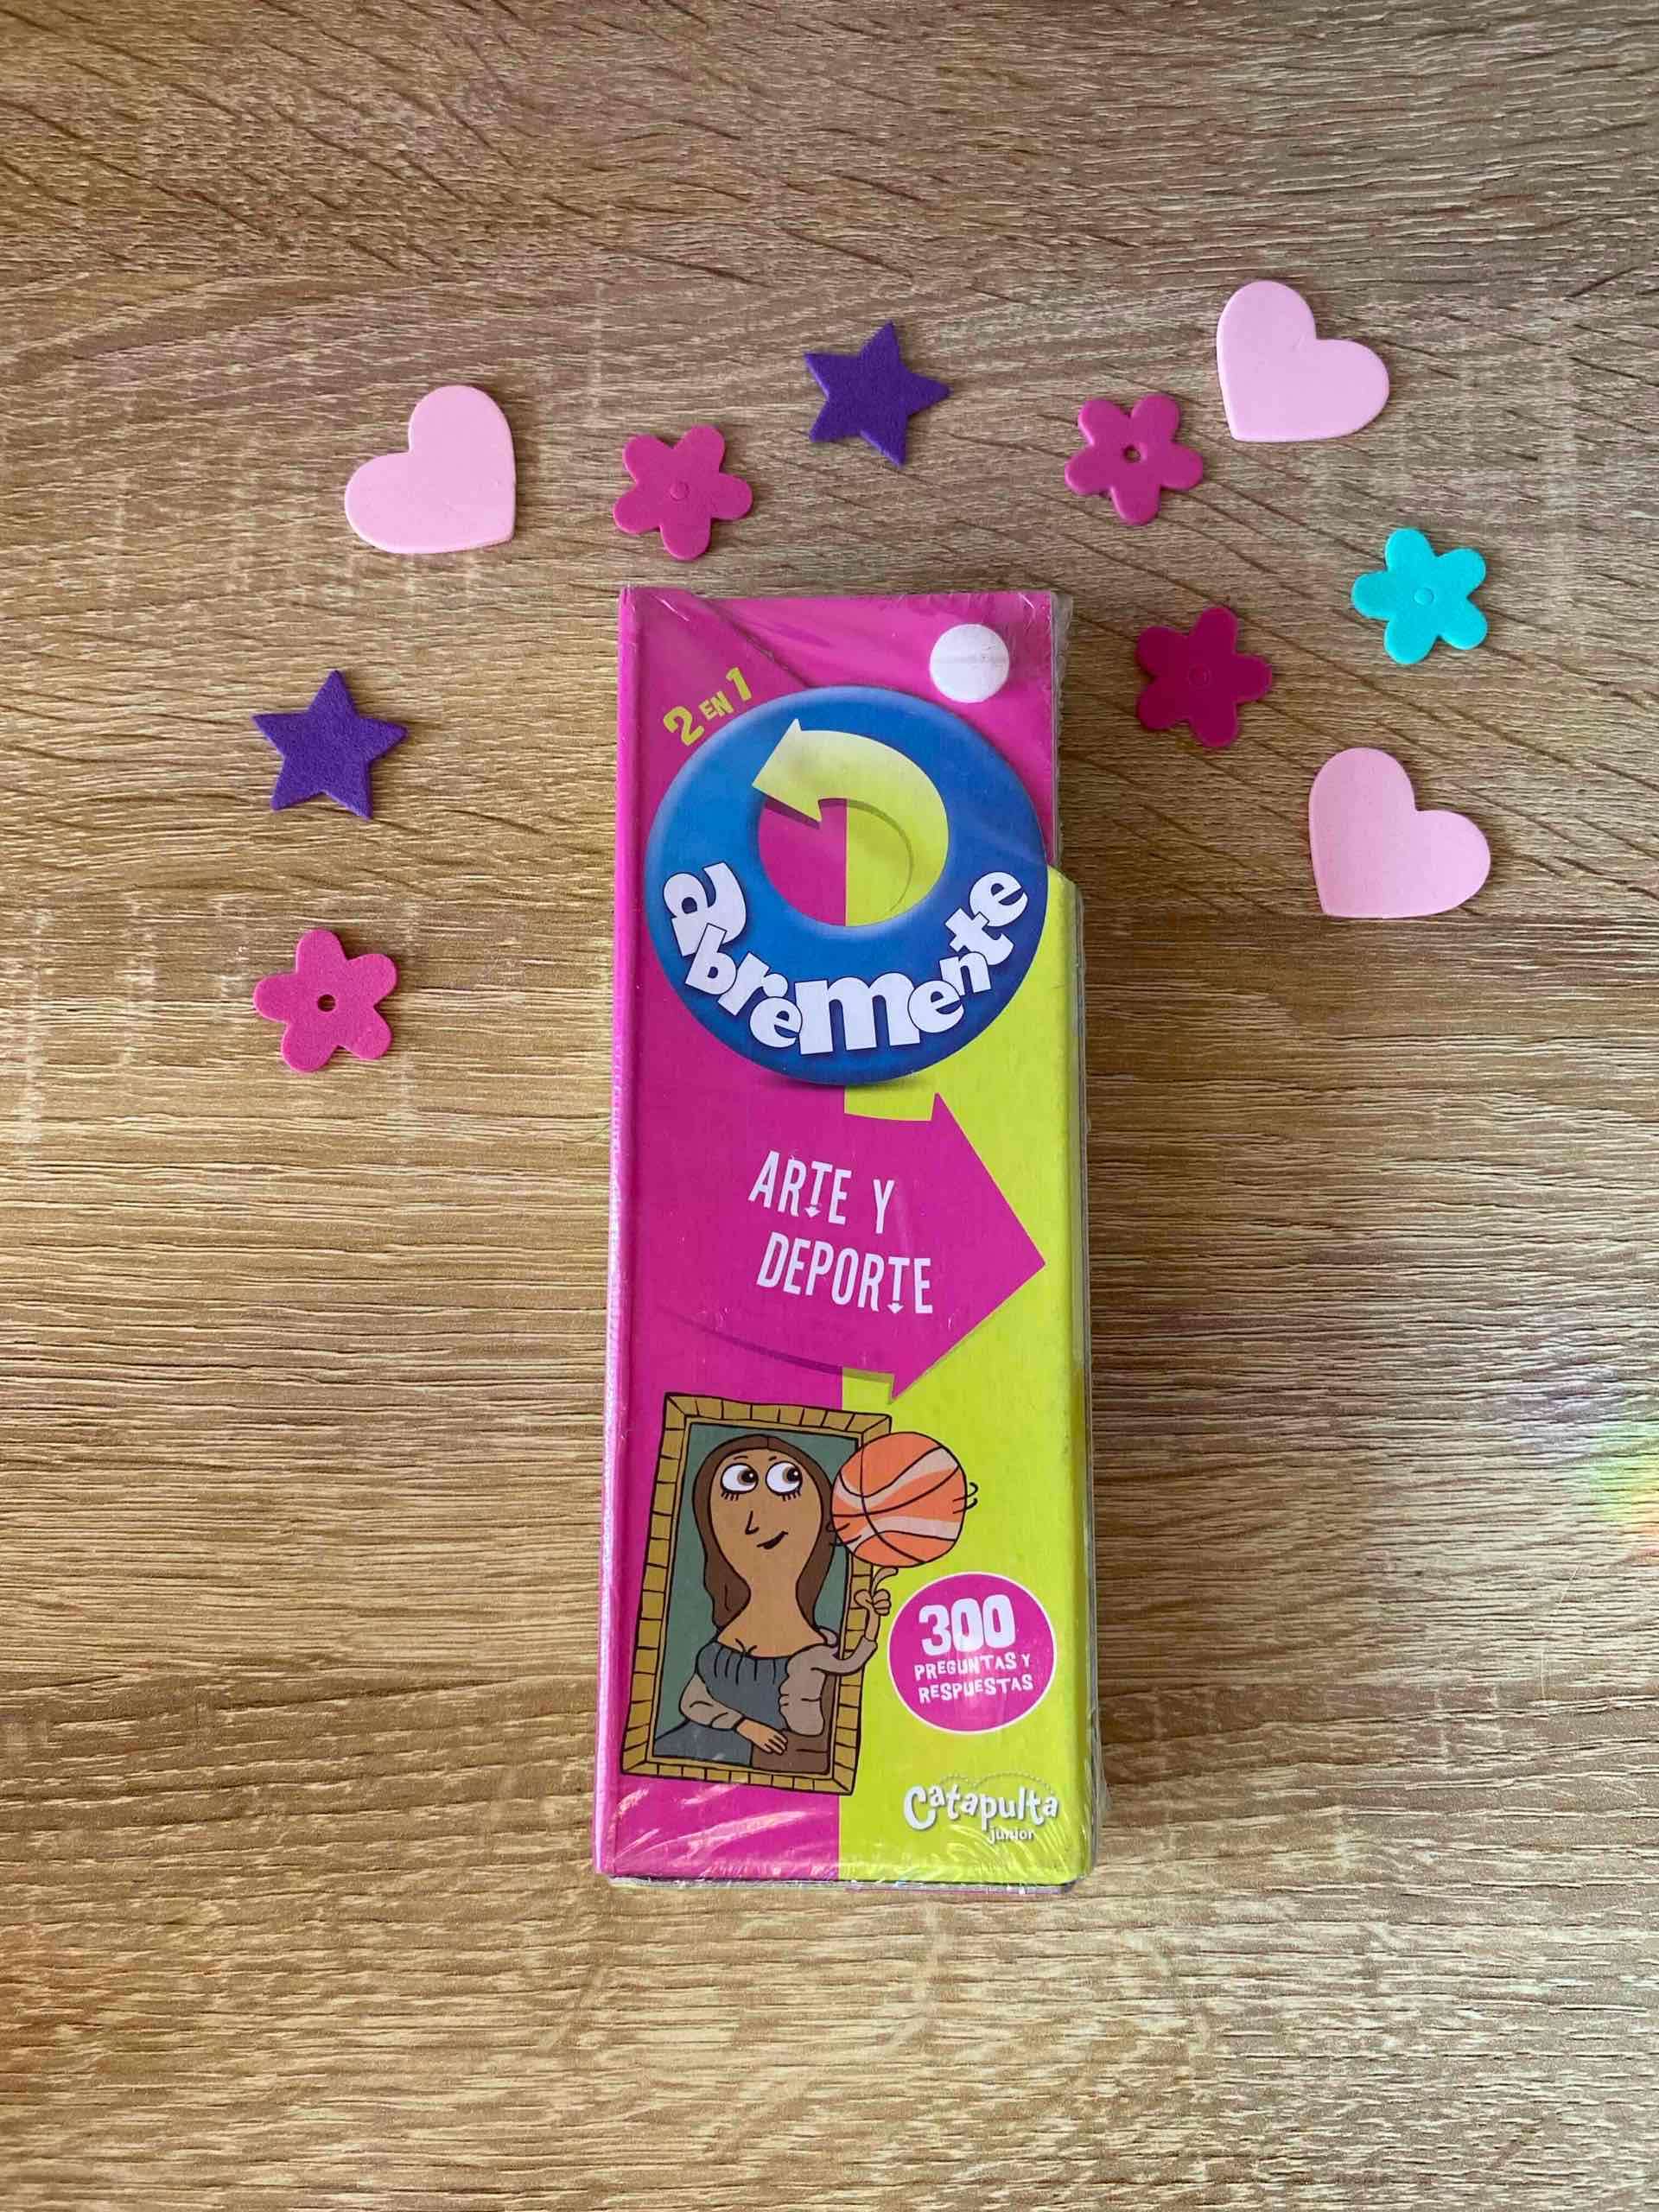 2 EN 1
abremente
ARTE Y
DEPORTE
300
PREGUNTAS Y
RESPUESTAS
Catapulta
junior